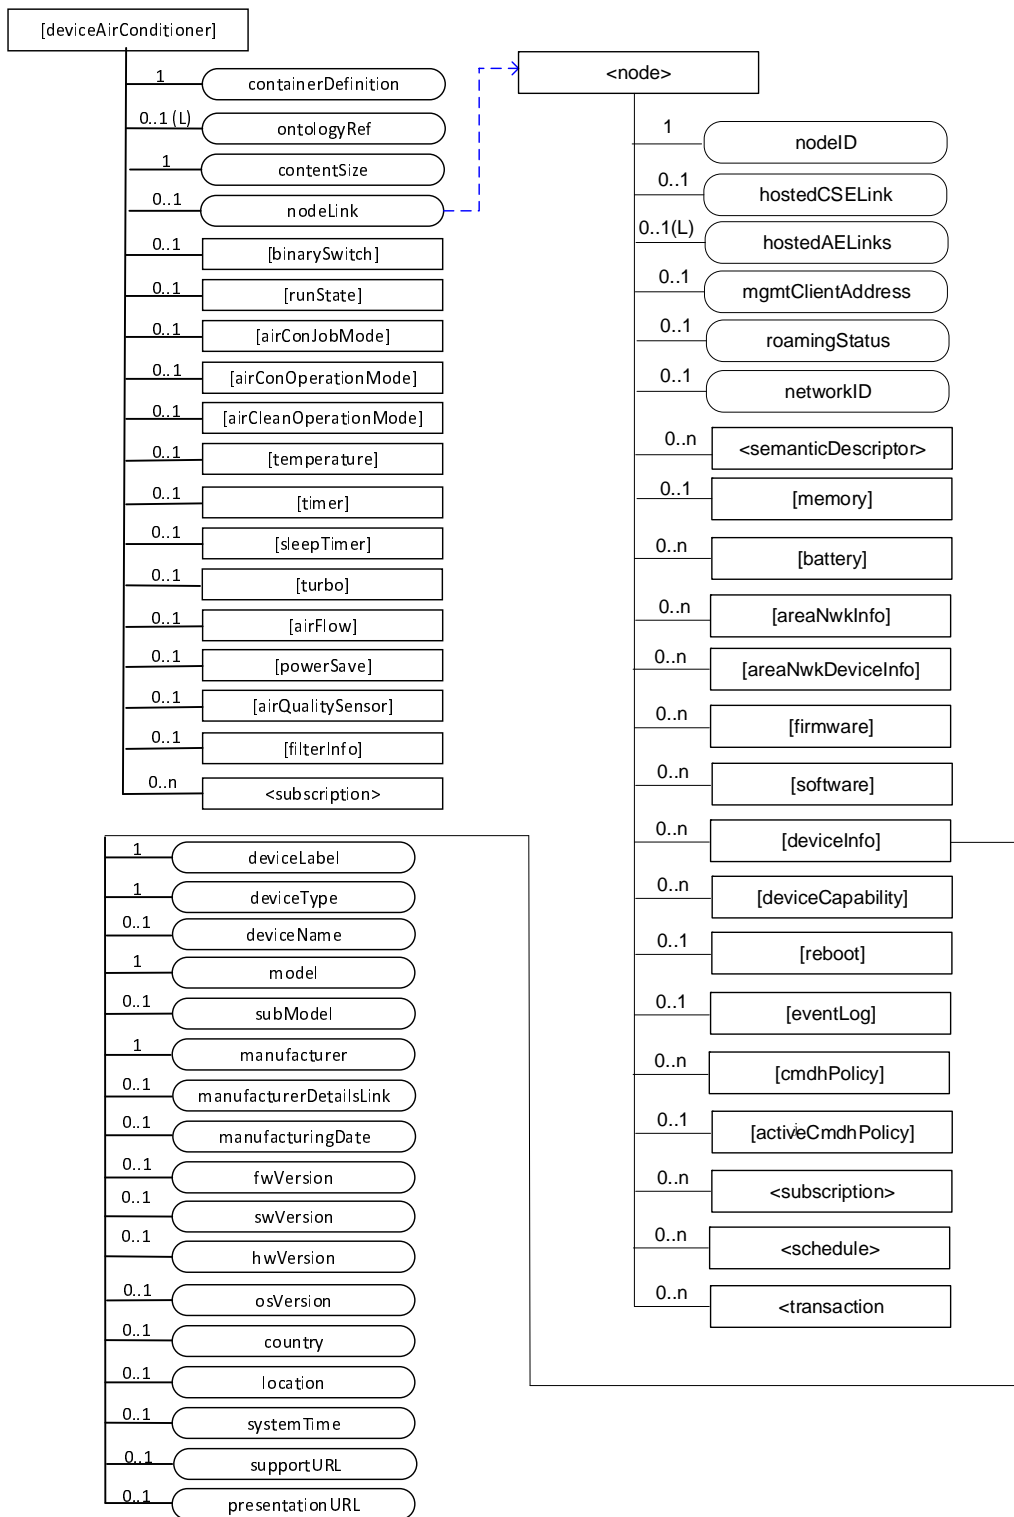 [deviceAirConditioner]
1
containerDefinition
0..1 (L)
ontologyRef
1
contentSize
0..1
nodeLink
0..1
[binarySwitch]
0..1
[runState]
0..1
[airConJobMode]
0..1
[airConOperationMode]
0..1
[airCleanOperationMode]
0..1
[temperature]
0..1
[timer]
0..1
[sleepTimer]
0..1
[turbo]
0..1
[airFlow]
0..1
[powerSave]
0..1
[airQualitySensor]
0..1
[filterInfo]
0..n
<subscription>
<node>
1
nodeID
0..1
hostedCSELink
0..1(L)
hostedAELinks
0..1
mgmtClientAddress
0..1
roamingStatus
0..1
networkID
0..n
<semanticDescriptor>
0..1
[memory]
0..n
[battery]
0..n
[areaNwkInfo]
0..n
[areaNwkDeviceInfo]
0..n
[firmware]
0..n
[software]
0..n
[deviceInfo]
0..n
[deviceCapability]
0..1
[reboot]
0..1
[eventLog]
0..n
[cmdhPolicy]
0..1
[activeCmdhPolicy]
0..n
<subscription>
0..n
<schedule>
0..n
<transaction
1
deviceLabel
1
deviceType
0..1
deviceName
1
model
0..1
subModel
1
manufacturer
0..1
manufacturerDetailsLink
0..1
manufacturingDate
0..1
fwVersion
0..1
swVersion
0..1
hwVersion
0..1
osVersion
0..1
country
0..1
location
0..1
systemTime
0..1
supportURL
0..1
presentationURL